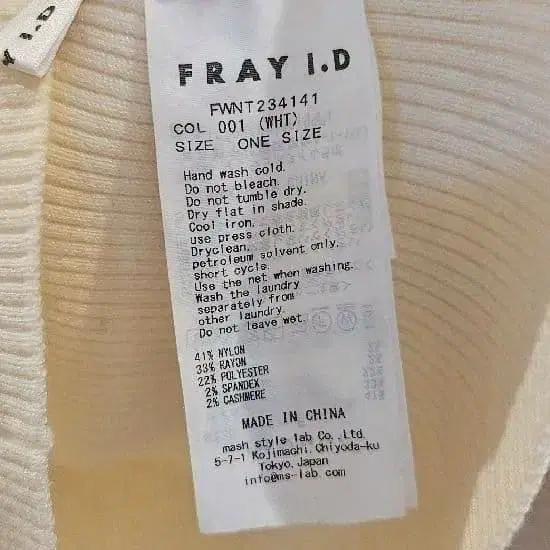 Y I.D
FRAY I.D
FWNT234141
COL 001 (WHT)
SIZE ONE SIZE
Hand wash cold.
Do not bleach.
Do not tumble dry.
Dry flat in shade.
Cool iron.
use press cloth.
Dryclean.
petroleum solvent only.
short cycle.
Use the net when washing.
Wash the laundry
separately from
other laundry.
Do not leave wet.
41% NYLON
33% RAYON
22% POLYESTER
2% SPANDEX
2% CASHMERE
MADE IN CHINA
mash style lab Co.,Ltd.
5-7-1 Kojimachi,Chiyoda-ku
Tokyo,Japan
info@ms-lab.com